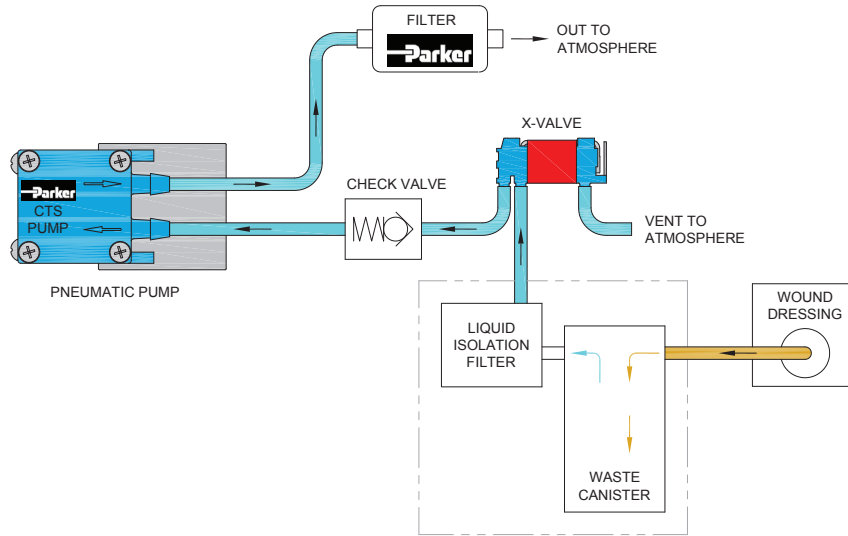 FILTER
Parker
OUT TO
ATMOSPHERE
X-VALVE
Parker
CTS
PUMP
CHECK VALVE
VENT TO
ATMOSPHERE
PNEUMATIC PUMP
LIQUID
ISOLATION
FILTER
WOUND
DRESSING
WASTE
CANISTER